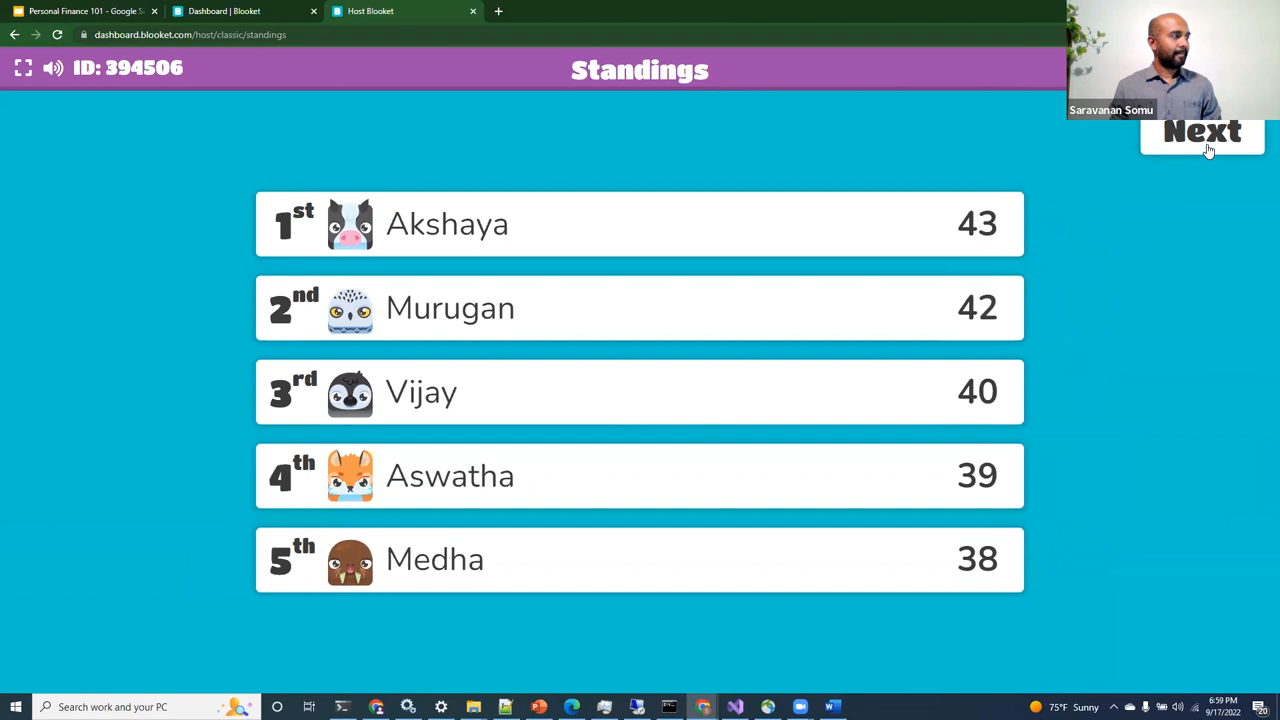 Personal Finance 101 - Google S
Dashboard | Blooket
Host Blooket
dashboard.blooket.com/host/classic/standings
ID: 394506
Standings
Saravanan Somu
Next
1st Akshaya 43
2nd Murugan 42
3rd Vijay 40
4th Aswatha 39
5th Medha 38
Search work and your PC
75°F Sunny
6:59 PM
9/17/2022
20